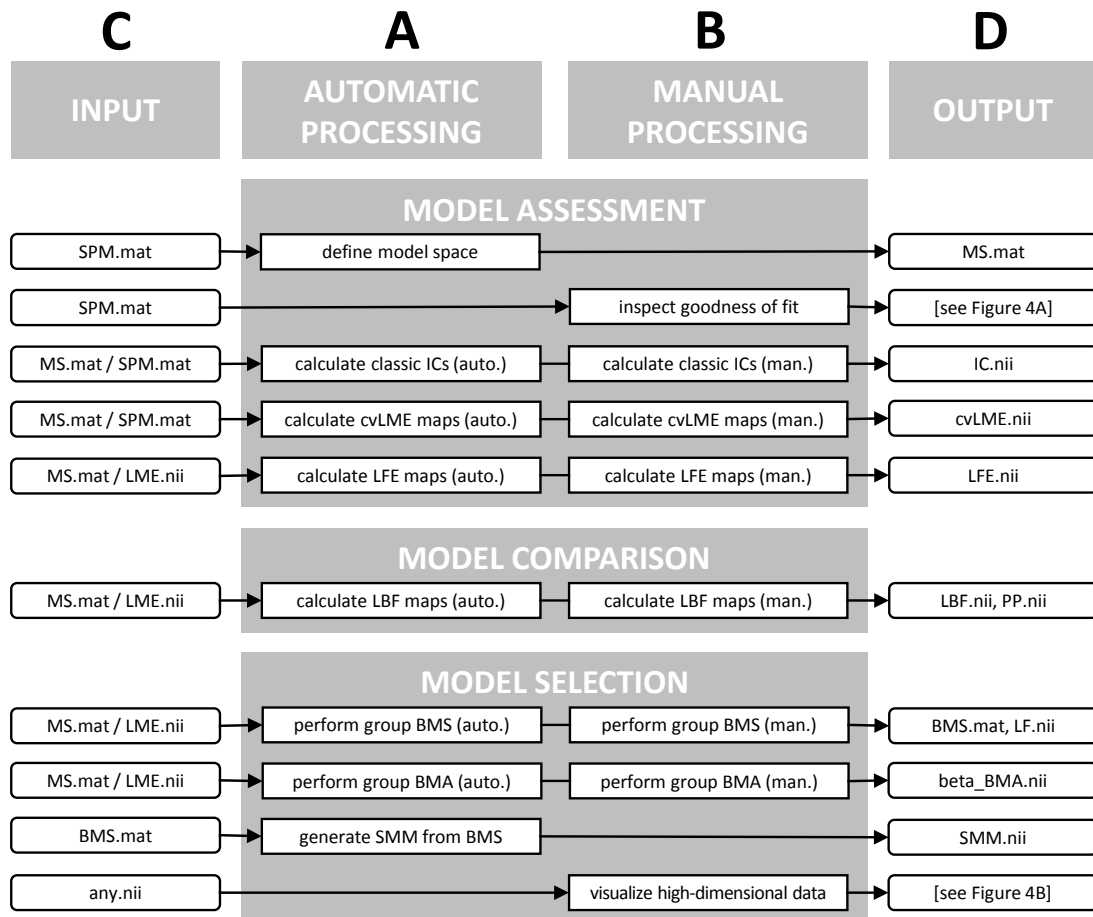 C A B D
INPUT
AUTOMATIC
PROCESSING
MANUAL
PROCESSING
OUTPUT
MODEL ASSESSMENT
SPM.mat define model space MS.mat
SPM.mat inspect goodness of fit [see Figure 4A]
MS.mat / SPM.mat calculate classic ICs (auto.) calculate classic ICs (man.) IC.nii
MS.mat / SPM.mat calculate cvLME maps (auto.) calculate cvLME maps (man.) cvLME.nii
MS.mat / LME.nii calculate LFE maps (auto.) calculate LFE maps (man.) LFE.nii
MODEL COMPARISON
MS.mat / LME.nii calculate LBF maps (auto.) calculate LBF maps (man.) LBF.nii, PP.nii
MODEL SELECTION
MS.mat / LME.nii perform group BMS (auto.) perform group BMS (man.) BMS.mat, LF.nii
MS.mat / LME.nii perform group BMA (auto.) perform group BMA (man.) beta_BMA.nii
BMS.mat generate SMM from BMS SMM.nii
any.nii visualize high-dimensional data [see Figure 4B]